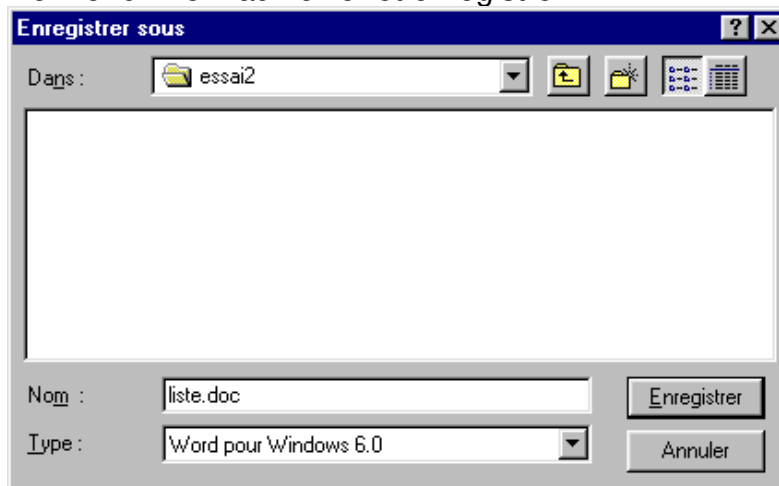 Enregistrer sous
Dans : essai2
Nom : liste.doc
Enregistrer
Type : Word pour Windows 6.0
Annuler